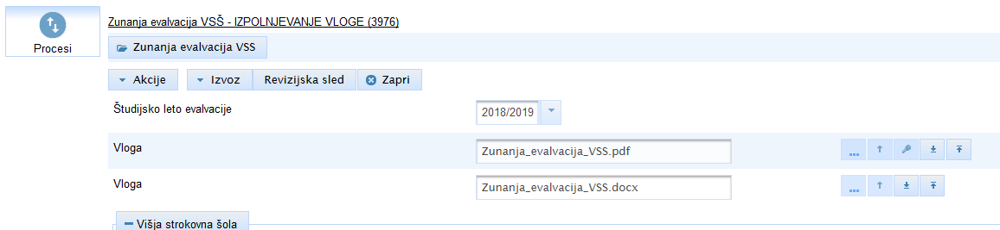 Zunanja evalvacija VSŠ - IZPOLNJEVANJE VLOGE (3976)
Procesi
Zunanja evalvacija VSS
Akcije Izvoz Revizijska sled Zapri
Študijsko leto evalvacije 2018/2019
Vloga Zunanja_evalvacija_VSS.pdf ...
Vloga Zunanja_evalvacija_VSS.docx ...
Višja strokovna šola